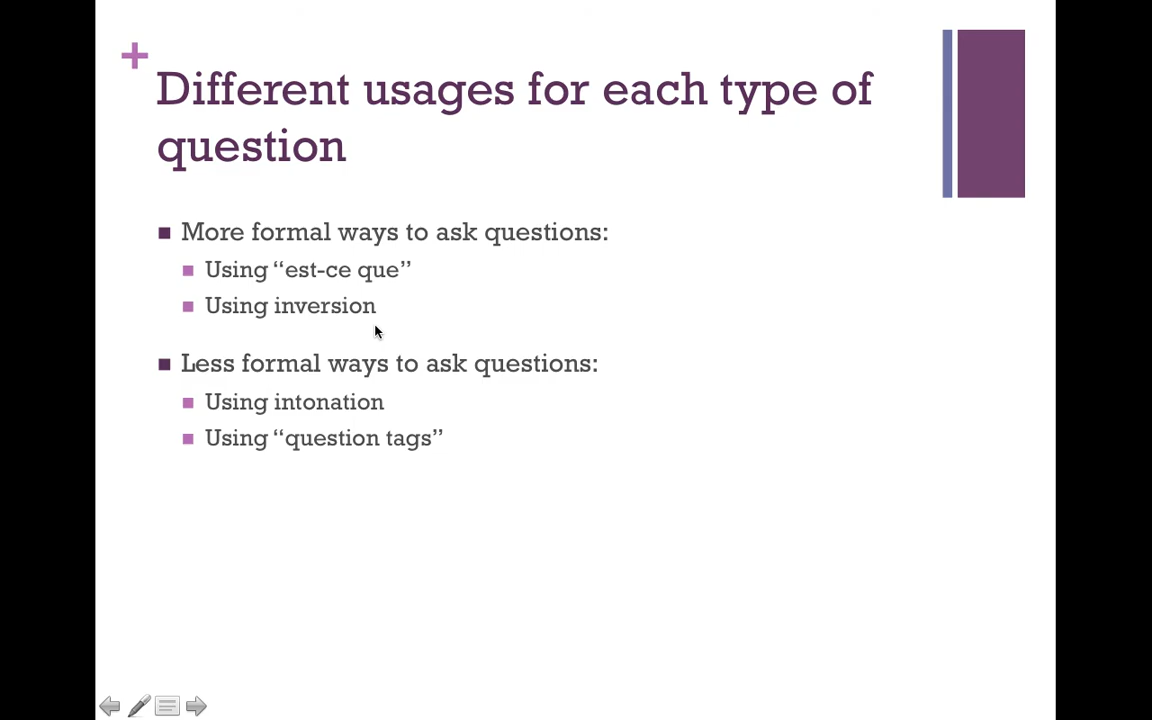 +
Different usages for each type of
question
More formal ways to ask questions:
Using “est-ce que”
Using inversion
Less formal ways to ask questions:
Using intonation
Using “question tags”